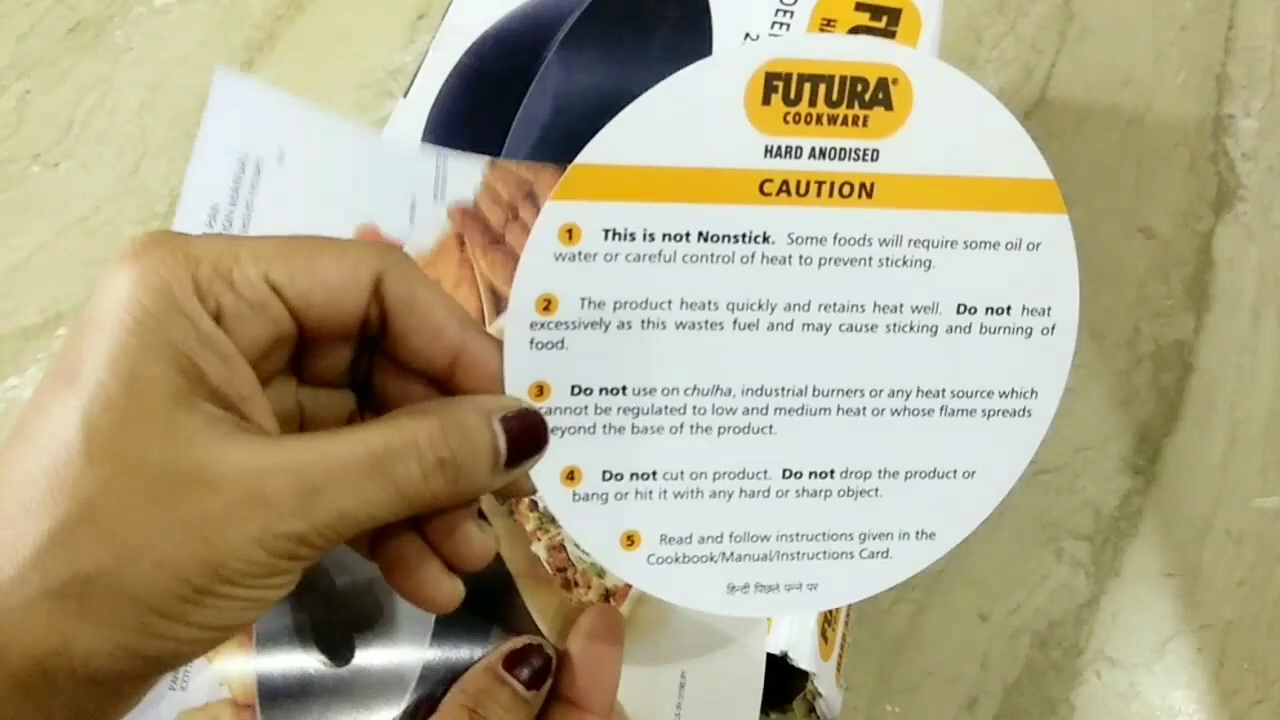 FUTURA®
COOKWARE
HARD ANODISED
CAUTION
1 This is not Nonstick. Some foods will require some oil or
water or careful control of heat to prevent sticking.
2 The product heats quickly and retains heat well. Do not heat
excessively as this wastes fuel and may cause sticking and burning of
food.
3 Do not use on chulha, industrial burners or any heat source which
cannot be regulated to low and medium heat or whose flame spreads
eyond the base of the product.
4 Do not cut on product. Do not drop the product or
bang or hit it with any hard or sharp object.
5 Read and follow instructions given in the
Cookbook/Manual/Instructions Card.
हिन्दी पिछले पन्ने पर